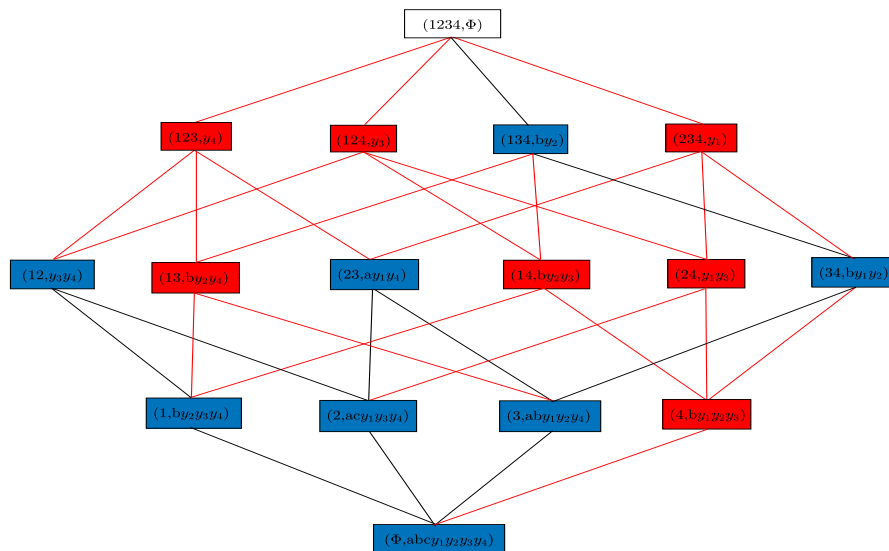 (1234,Φ)
(123,y₄) (124,y₃) (134,by₂) (234,y₁)
(12,y₃y₄) (13,by₂y₄) (23,ay₁y₄) (14,by₂y₃) (24,y₁y₃) (34,by₁y₂)
(1,by₂y₃y₄) (2,acy₁y₃y₄) (3,aby₁y₂y₄) (4,by₁y₂y₃)
(Φ,abcy₁y₂y₃y₄)